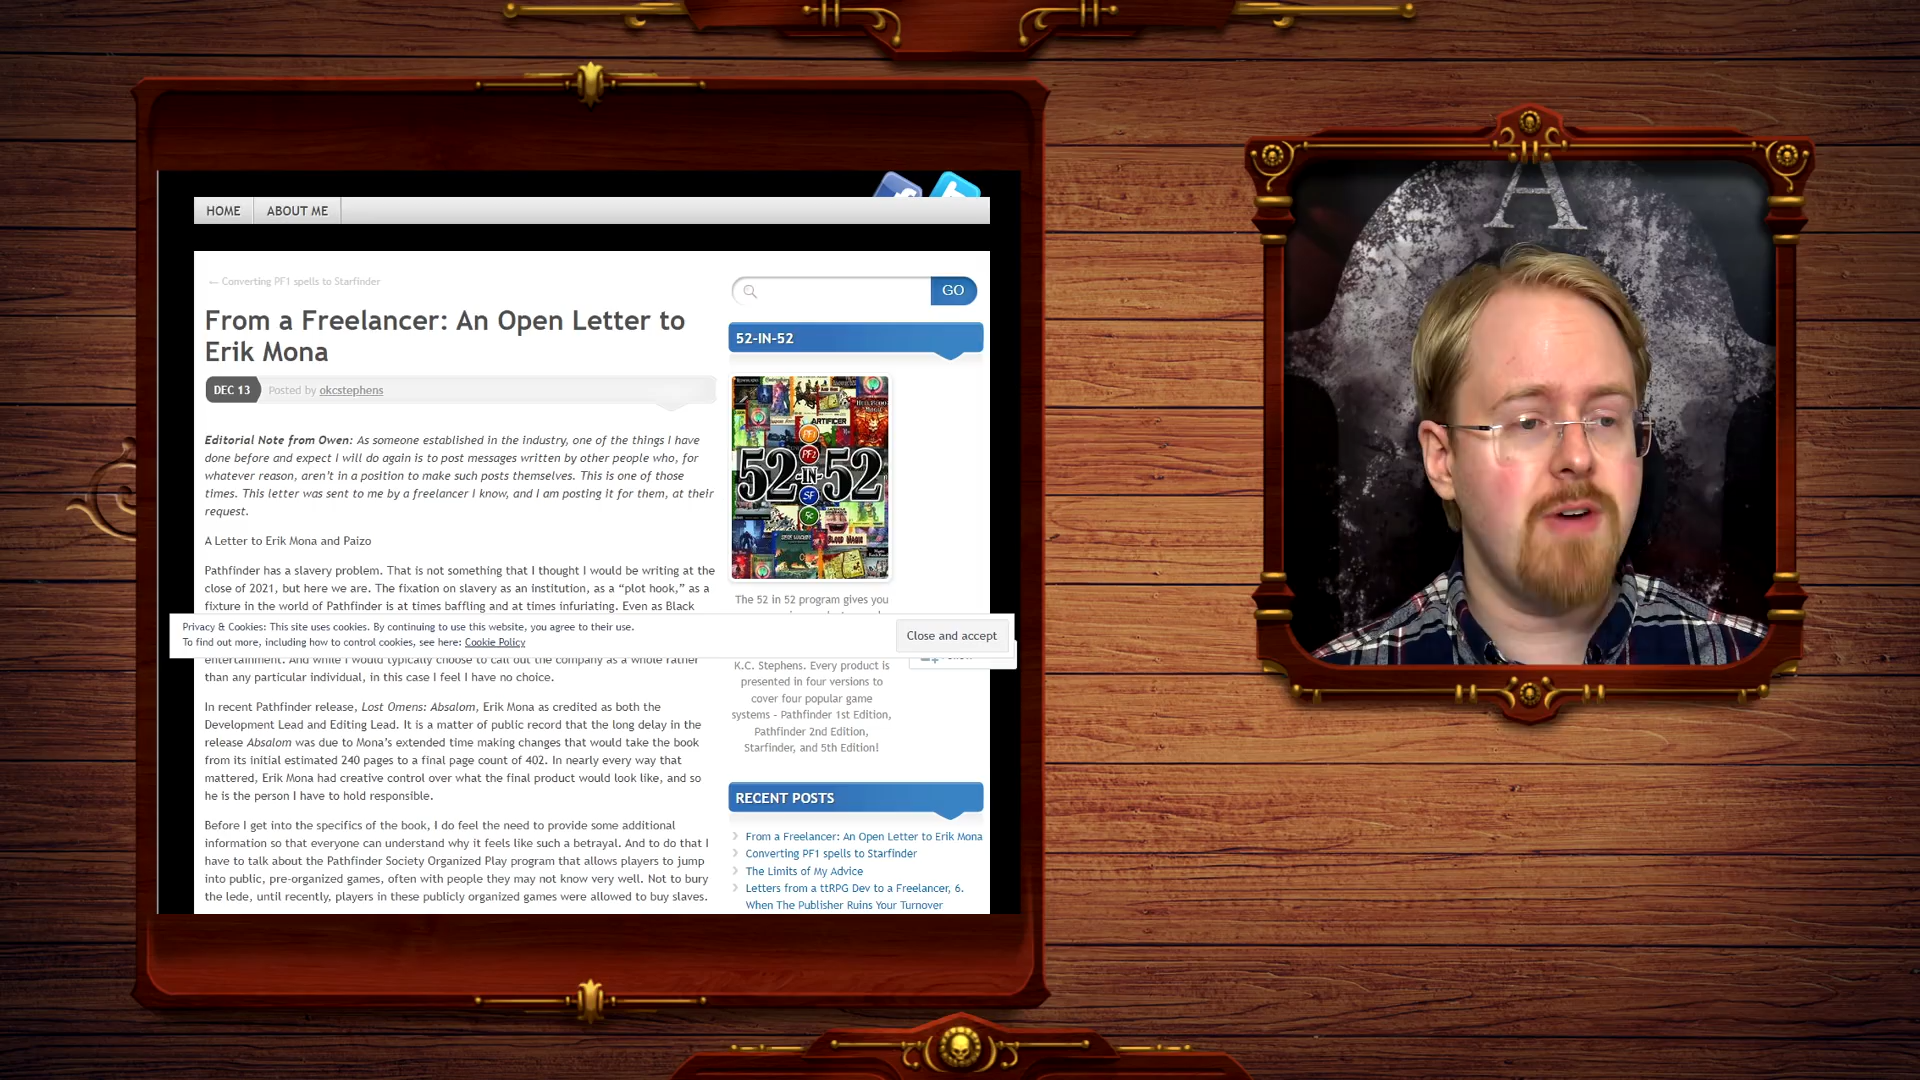 HOME
ABOUT ME
← Converting PF1 spells to Starfinder
From a Freelancer: An Open Letter to
Erik Mona
DEC 13
Posted by okcstephens
Editorial Note from Owen: As someone established in the industry, one of the things I have
done before and expect I will do again is to post messages written by other people who, for
whatever reason, aren't in a position to make such posts themselves. This is one of those
times. This letter was sent to me by a freelancer I know, and I am posting it for them, at their
request.
A Letter to Erik Mona and Paizo
Pathfinder has a slavery problem. That is not something that I thought I would be writing at the
close of 2021, but here we are. The fixation on slavery as an institution, as a “plot hook,” as a
fixture in the world of Pathfinder is at times baffling and at times infuriating. Even as Black
Privacy & Cookies: This site uses cookies. By continuing to use this website, you agree to their use.
To find out more, including how to control cookies, see here: Cookie Policy
Close and accept
entertainment. And while I would typically choose to call out the company as a whole rather
than any particular individual, in this case I feel I have no choice.
In recent Pathfinder release, Lost Omens: Absalom, Erik Mona as credited as both the
Development Lead and Editing Lead. It is a matter of public record that the long delay in the
release Absalom was due to Mona's extended time making changes that would take the book
from its initial estimated 240 pages to a final page count of 402. In nearly every way that
mattered, Erik Mona had creative control over what the final product would look like, and so
he is the person I have to hold responsible.
Before I get into the specifics of the book, I do feel the need to provide some additional
information so that everyone can understand why it feels like such a betrayal. And to do that I
have to talk about the Pathfinder Society Organized Play program that allows players to jump
into public, pre-organized games, often with people they may not know very well. Not to bury
the lede, until recently, players in these publicly organized games were allowed to buy slaves.
GO
52-IN-52
ARTIFICER
PF1
PF2
52-IN-52
SF
BLOOD MAGIC
The 52 in 52 program gives you
K.C. Stephens. Every product is
presented in four versions to
cover four popular game
systems - Pathfinder 1st Edition,
Pathfinder 2nd Edition,
Starfinder, and 5th Edition!
RECENT POSTS
From a Freelancer: An Open Letter to Erik Mona
Converting PF1 spells to Starfinder
The Limits of My Advice
Letters from a ttRPG Dev to a Freelancer, 6.
When The Publisher Ruins Your Turnover
A